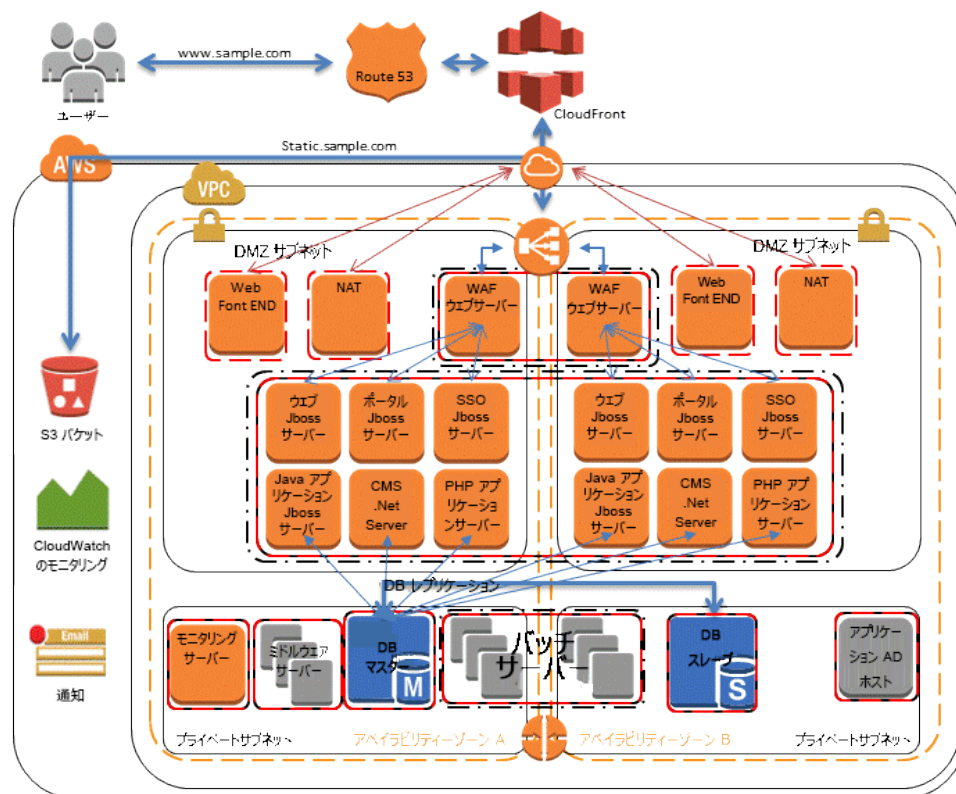 www.sample.com
Route 53
ユーザー
CloudFront
Static.sample.com
AWS
VPC
DMZ サブネット
DMZ サブネット
Web
Font END
NAT
WAF
ウェブサーバー
WAF
ウェブサーバー
Web
Font END
NAT
ウェブ
Jboss
サーバー
ポータル
Jboss
サーバー
SSO
Jboss
サーバー
ウェブ
Jboss
サーバー
ポータル
Jboss
サーバー
SSO
Jboss
サーバー
S3 バケット
Java アプ
リケーション
Jboss
サーバー
CMS
.Net
Server
PHP アプ
リケーショ
ンサーバー
Java アプ
リケーション
Jboss
サーバー
CMS
.Net
Server
PHP アプ
リケーション
サーバー
CloudWatch
のモニタリング
DB レプリケーション
Email
通知
モニタリング
サーバー
ミドルウェア
サーバー
DB
マスター
M
バッチ
サーバー
DB
スレーブ
S
アプリケー
ション AD
ホスト
プライベートサブネット
アベイラビリティーゾーン A
アベイラビリティーゾーン B
プライベートサブネット